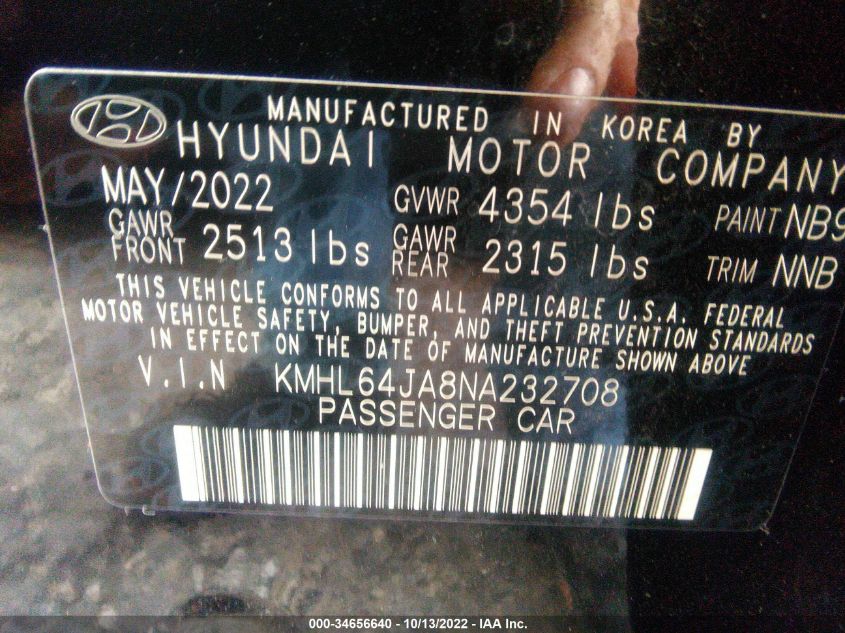 MANUFACTURED IN KOREA BY
HYUNDAI MOTOR COMPANY
MAY/2022 GVWR 4354 lbs PAINT NB9
GAWR FRONT 2513 lbs GAWR REAR 2315 lbs TRIM NNB
THIS VEHICLE CONFORMS TO ALL APPLICABLE U.S.A. FEDERAL
MOTOR VEHICLE SAFETY, BUMPER, AND THEFT PREVENTION STANDARDS
IN EFFECT ON THE DATE OF MANUFACTURE SHOWN ABOVE
V.I.N KMHL64JA8NA232708
PASSENGER CAR
000-34656640 - 10/13/2022 - IAA Inc.